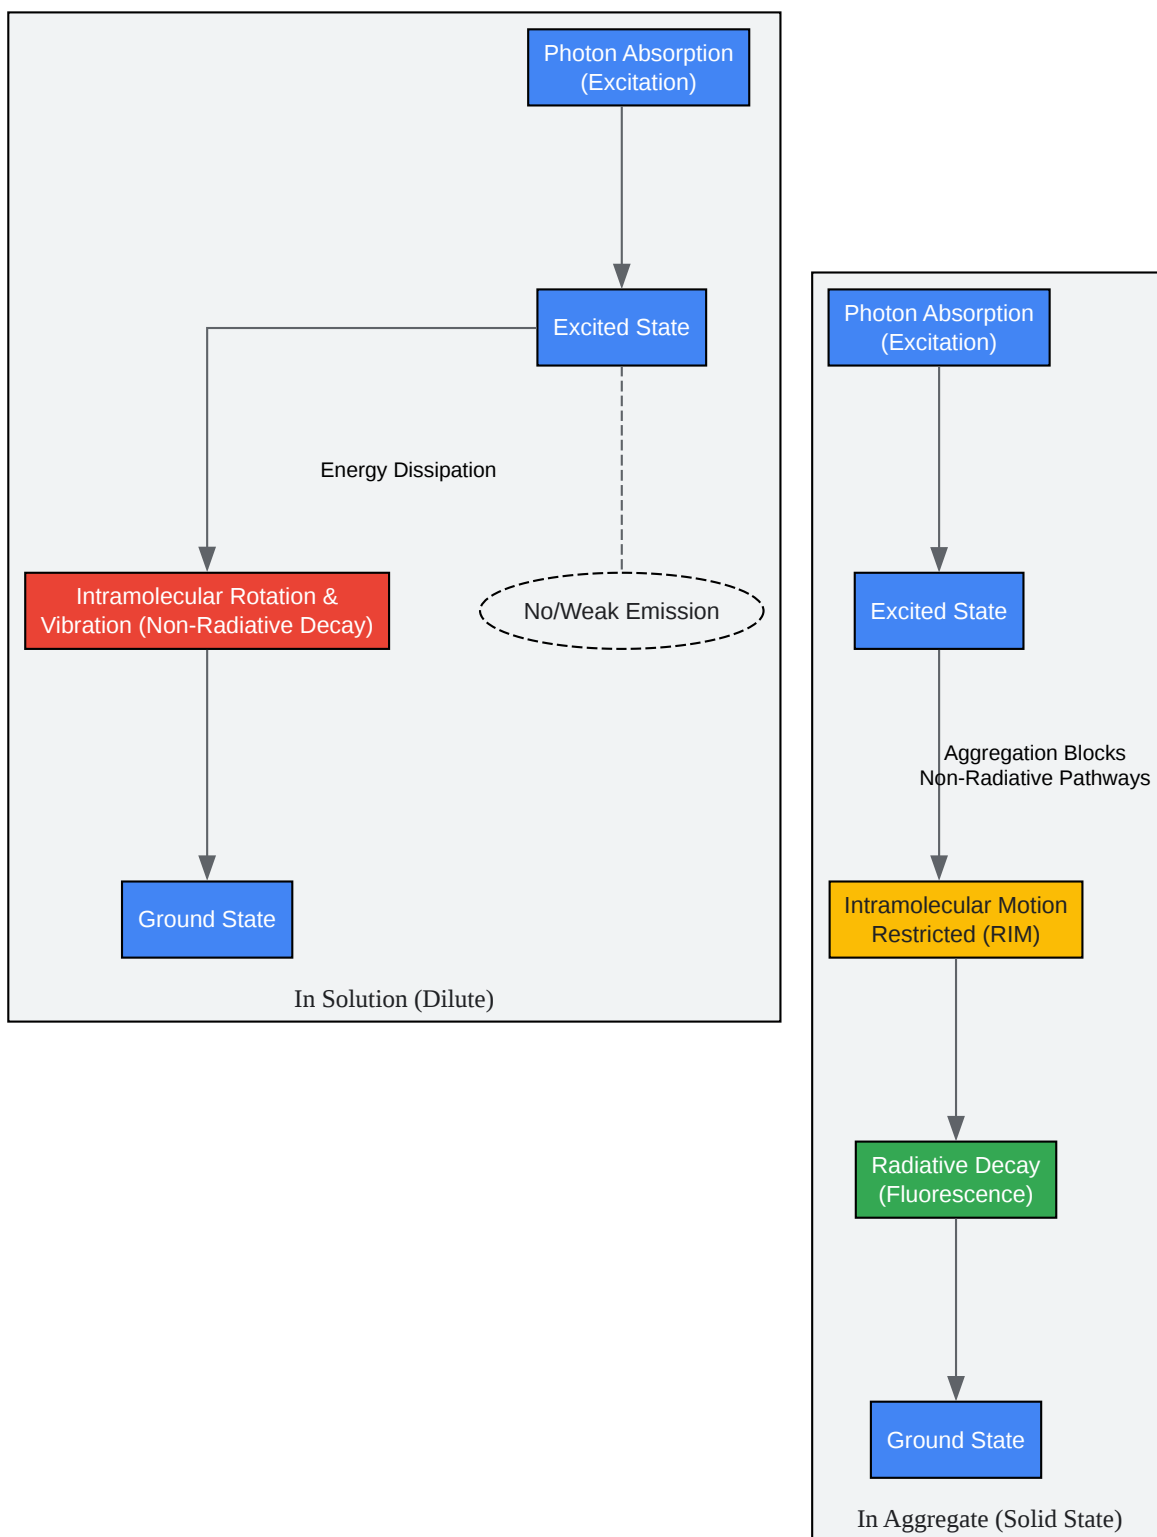 Photon Absorption
(Excitation)
Excited State
Energy Dissipation
Intramolecular Rotation &
Vibration (Non-Radiative Decay)
No/Weak Emission
Ground State
In Solution (Dilute)
Photon Absorption
(Excitation)
Excited State
Aggregation Blocks
Non-Radiative Pathways
Intramolecular Motion
Restricted (RIM)
Radiative Decay
(Fluorescence)
Ground State
In Aggregate (Solid State)